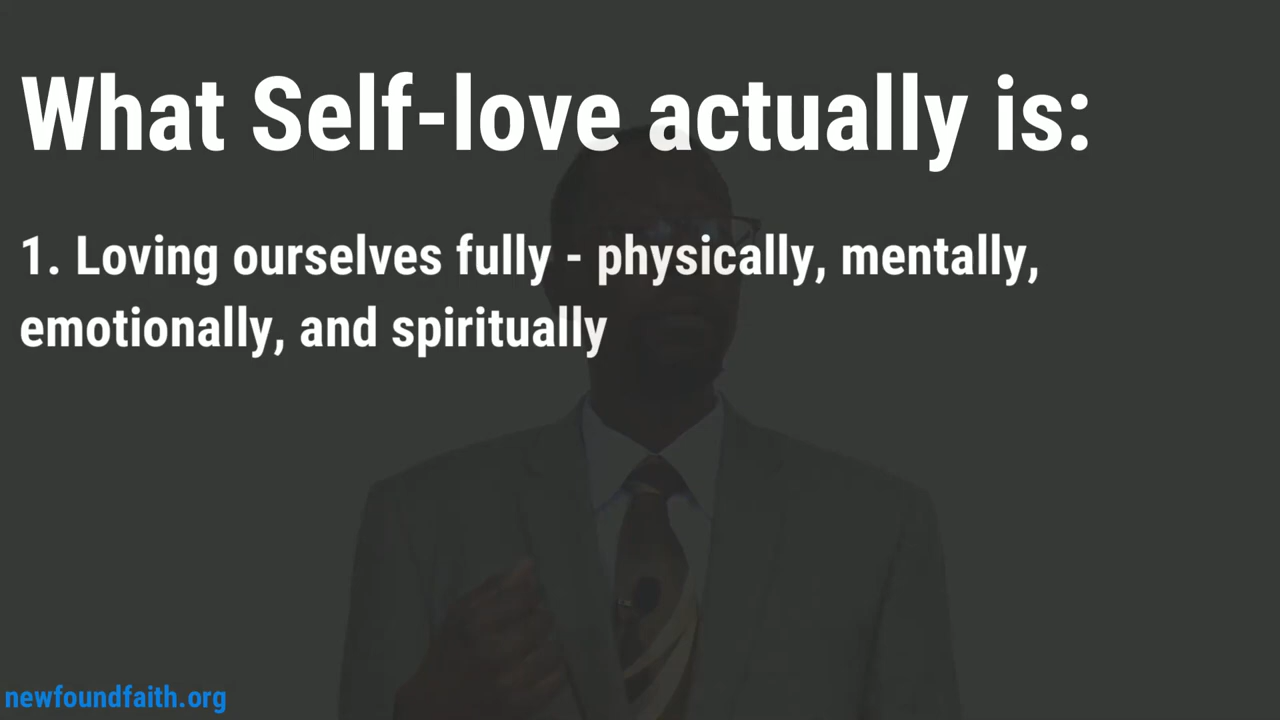 What Self-love actually is:
1. Loving ourselves fully - physically, mentally,
emotionally, and spiritually
newfoundfaith.org